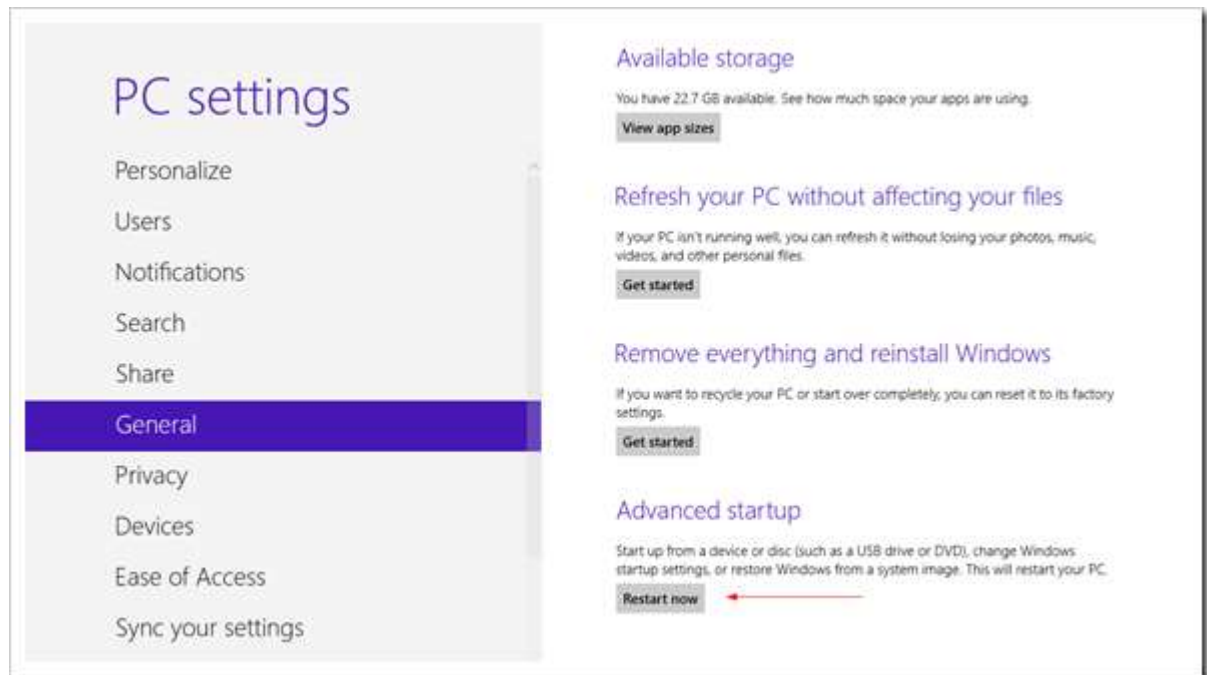 PC settings
Personalize
Users
Notifications
Search
Share
General
Privacy
Devices
Ease of Access
Sync your settings
Available storage
You have 22.7 GB available. See how much space your apps are using.
View app sizes
Refresh your PC without affecting your files
If your PC isn't running well, you can refresh it without losing your photos, music,
videos, and other personal files.
Get started
Remove everything and reinstall Windows
If you want to recycle your PC or start over completely, you can reset it to its factory
settings.
Get started
Advanced startup
Start up from a device or disc (such as a USB drive or DVD), change Windows
startup settings, or restore Windows from a system image. This will restart your PC.
Restart now